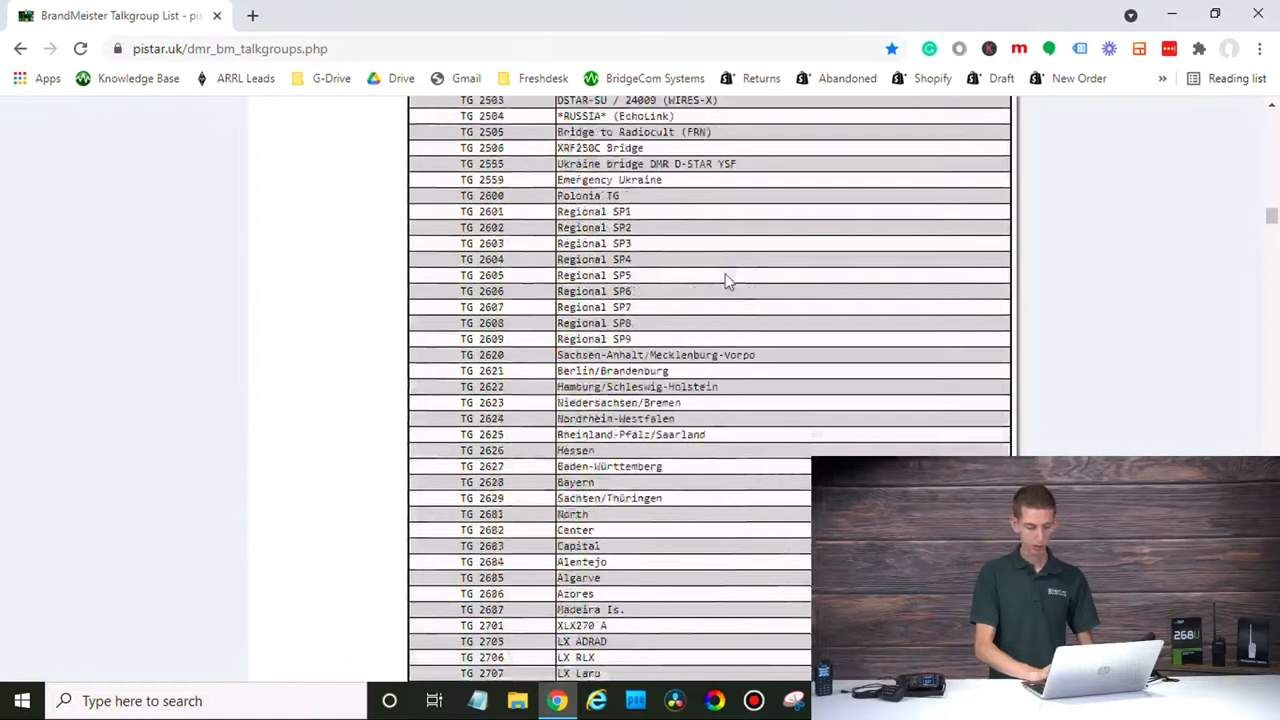 BrandMeister Talkgroup List - pis
pistar.uk/dmr_bm_talkgroups.php
Apps Knowledge Base ARRL Leads G-Drive Drive Gmail Freshdesk BridgeCom Systems Returns Abandoned Shopify Draft New Order » Reading list
TG 2503 DSTAR-SU / 24009 (WIRES-X)
TG 2504 *RUSSIA* (EchoLink)
TG 2505 Bridge to Radiocult (FRN)
TG 2506 XRF250C Bridge
TG 2555 Ukraine bridge DMR D-STAR YSF
TG 2559 Emergency Ukraine
TG 2600 Polonia TG
TG 2601 Regional SP1
TG 2602 Regional SP2
TG 2603 Regional SP3
TG 2604 Regional SP4
TG 2605 Regional SP5
TG 2606 Regional SP6
TG 2607 Regional SP7
TG 2608 Regional SP8
TG 2609 Regional SP9
TG 2620 Sachsen-Anhalt/Mecklenburg-Vorpo
TG 2621 Berlin/Brandenburg
TG 2622 Hamburg/Schleswig-Holstein
TG 2623 Niedersachsen/Bremen
TG 2624 Nordrhein-Westfalen
TG 2625 Rheinland-Pfalz/Saarland
TG 2626 Hessen
TG 2627 Baden-Württemberg
TG 2628 Bayern
TG 2629 Sachsen/Thüringen
TG 2681 North
TG 2682 Center
TG 2683 Capital
TG 2684 Alentejo
TG 2685 Algarve
TG 2686 Azores
TG 2687 Madeira Is.
TG 2701 XLX270 A
TG 2703 LX ADRAD
TG 2706 LX RLX
TG 2707 LX Laru
268U
Type here to search